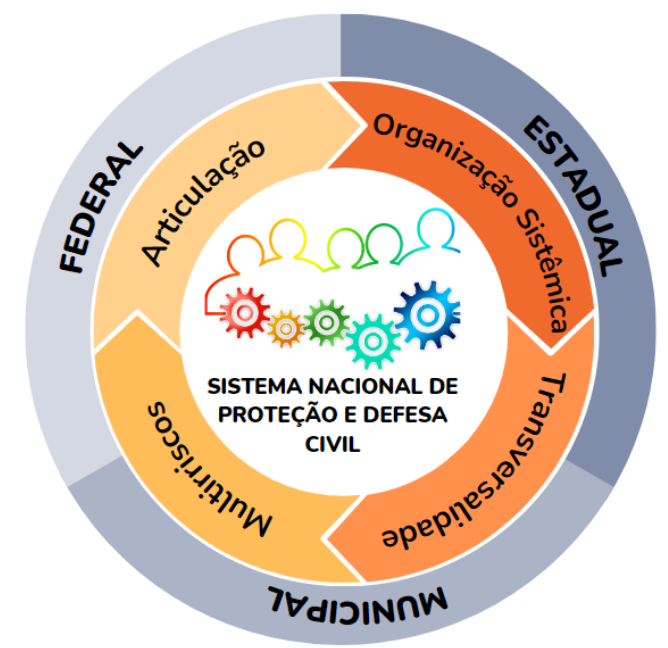 FEDERAL
ESTADUAL
MUNICIPAL
Articulação
Organização Sistêmica
Transversalidade
Multirriscos
SISTEMA NACIONAL DE
PROTEÇÃO E DEFESA
CIVIL